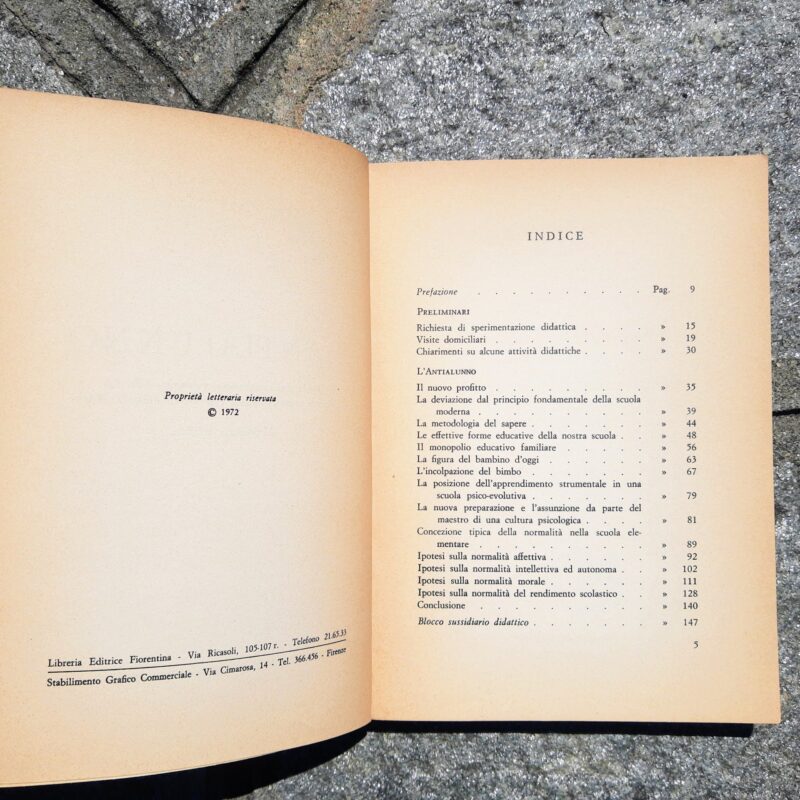 Proprietà letteraria riservata
© 1972
Libreria Editrice Fiorentina - Via Ricasoli, 105-107 r. - Telefono 21.65.33
Stabilimento Grafico Commerciale - Via Cimarosa, 14 - Tel. 366.456 - Firenze
INDICE
Prefazione . . . . . . . . . . Pag. 9
PRELIMINARI
Richiesta di sperimentazione didattica . . . . » 15
Visite domiciliari . . . . . . . . » 19
Chiarimenti su alcune attività didattiche . . . . » 30
L'ANTIALUNNO
Il nuovo profitto . . . . . . . . » 35
La deviazione dal principio fondamentale della scuola
moderna . . . . . . . . . » 39
La metodologia del sapere . . . . . . » 44
Le effettive forme educative della nostra scuola . . » 48
Il monopolio educativo familiare . . . . . » 56
La figura del bambino d'oggi . . . . . . » 63
L'incolpazione del bimbo . . . . . . » 67
La posizione dell'apprendimento strumentale in una
scuola psico-evolutiva . . . . . . » 79
La nuova preparazione e l'assunzione da parte del
maestro di una cultura psicologica . . . . » 81
Concezione tipica della normalità nella scuola ele-
mentare . . . . . . . . . » 89
Ipotesi sulla normalità affettiva . . . . . » 92
Ipotesi sulla normalità intellettiva ed autonoma . . » 102
Ipotesi sulla normalità morale . . . . . » 111
Ipotesi sulla normalità del rendimento scolastico . . » 128
Conclusione . . . . . . . . . » 140
Blocco sussidiario didattico . . . . . . » 147
5